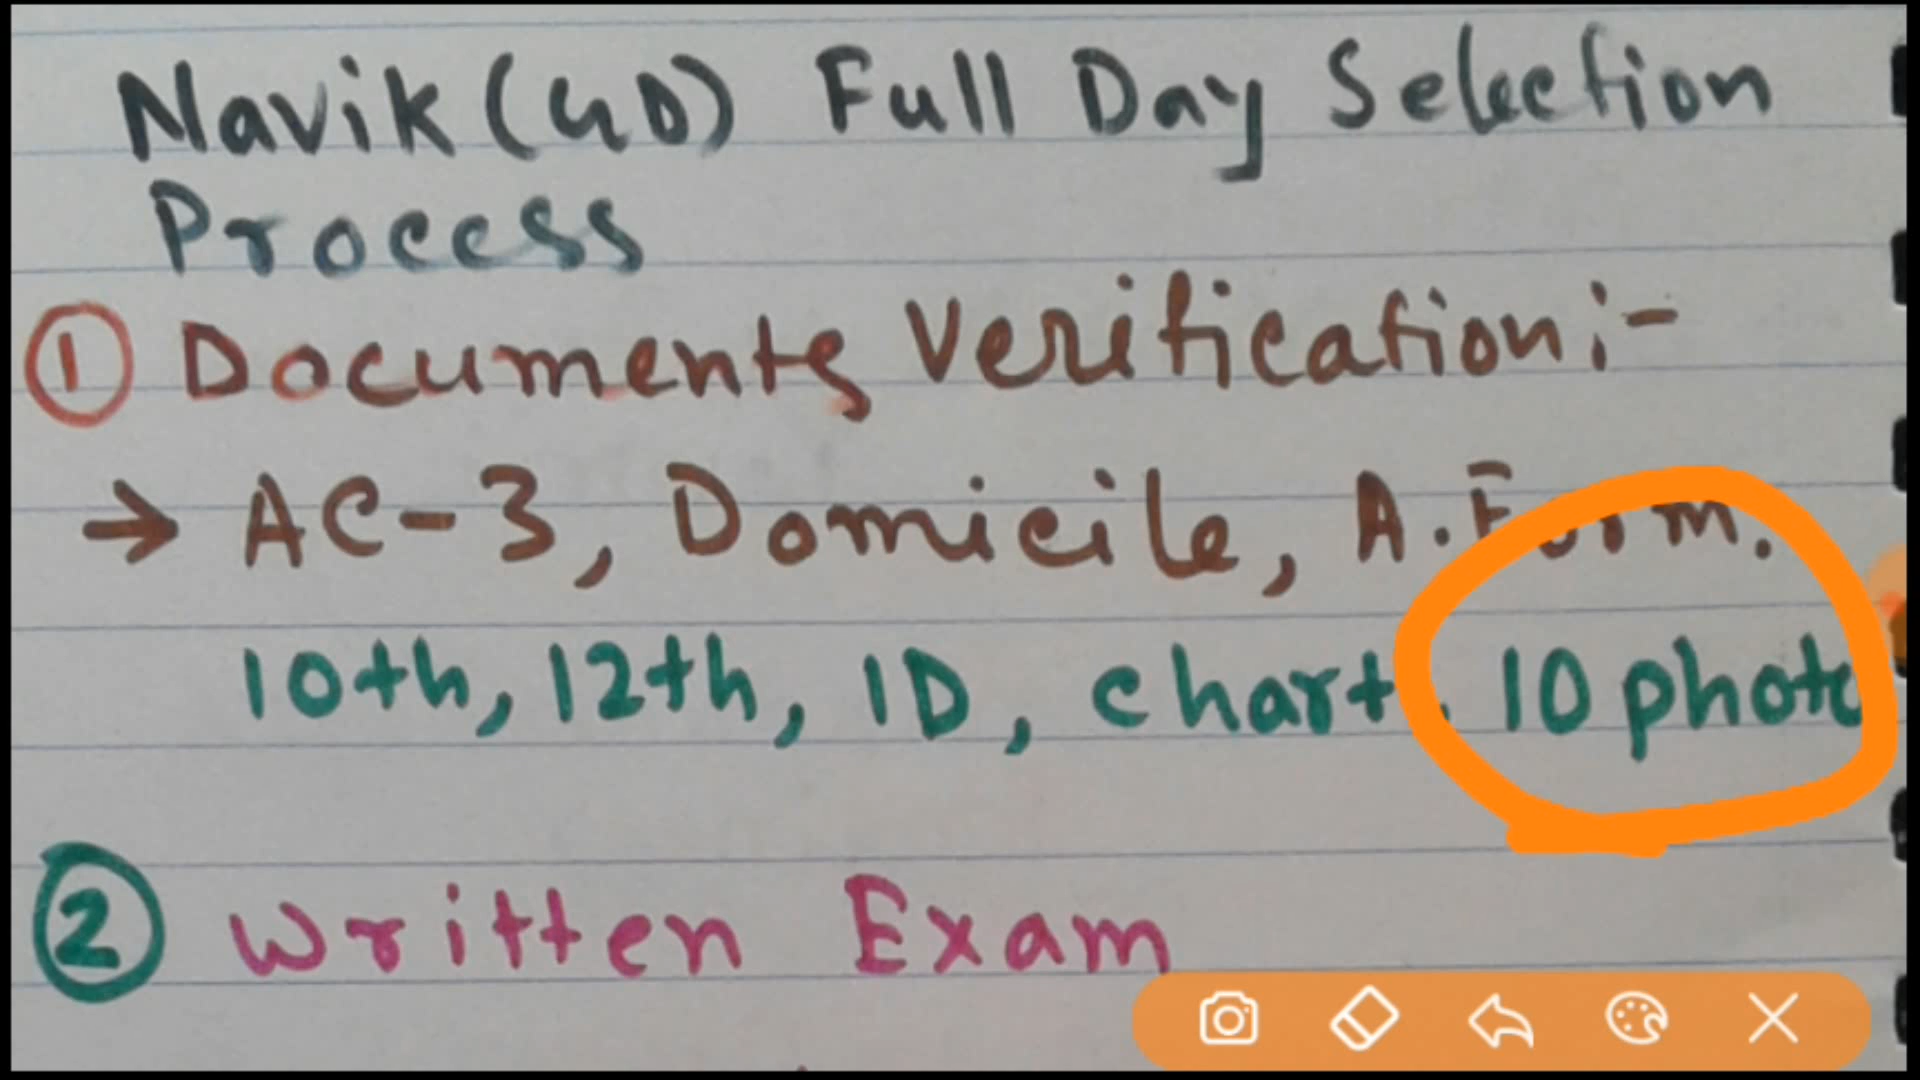 Navik (GD) Full Day Selection
Process
① Documents Verification :-
→ AC-3, Domicile, A. Form.
10th, 12th, ID, chart, 10 photo
② Written Exam